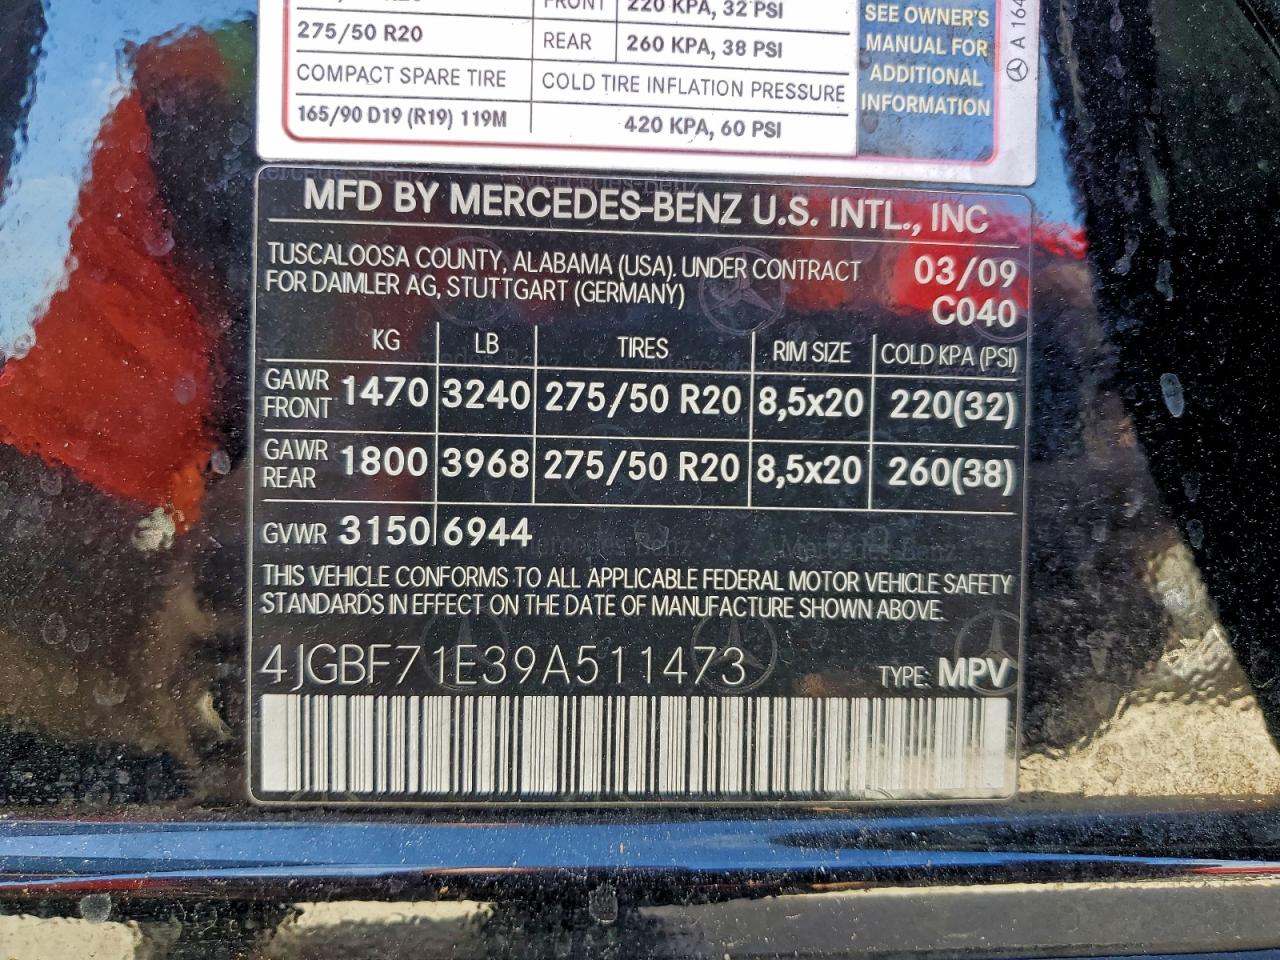 FRONT 220 KPA, 32 PSI
275/50 R20 REAR 260 KPA, 38 PSI
COMPACT SPARE TIRE COLD TIRE INFLATION PRESSURE
165/90 D19 (R19) 119M 420 KPA, 60 PSI
SEE OWNER'S
MANUAL FOR
ADDITIONAL
INFORMATION
A 164
MFD BY MERCEDES-BENZ U.S. INTL., INC
TUSCALOOSA COUNTY, ALABAMA (USA). UNDER CONTRACT 03/09
FOR DAIMLER AG, STUTTGART (GERMANY) C040
KG LB TIRES RIM SIZE COLD KPA (PSI)
GAWR FRONT 1470 3240 275/50 R20 8,5x20 220(32)
GAWR REAR 1800 3968 275/50 R20 8,5x20 260(38)
GVWR 3150 6944
THIS VEHICLE CONFORMS TO ALL APPLICABLE FEDERAL MOTOR VEHICLE SAFETY
STANDARDS IN EFFECT ON THE DATE OF MANUFACTURE SHOWN ABOVE.
4JGBF71E39A511473 TYPE: MPV